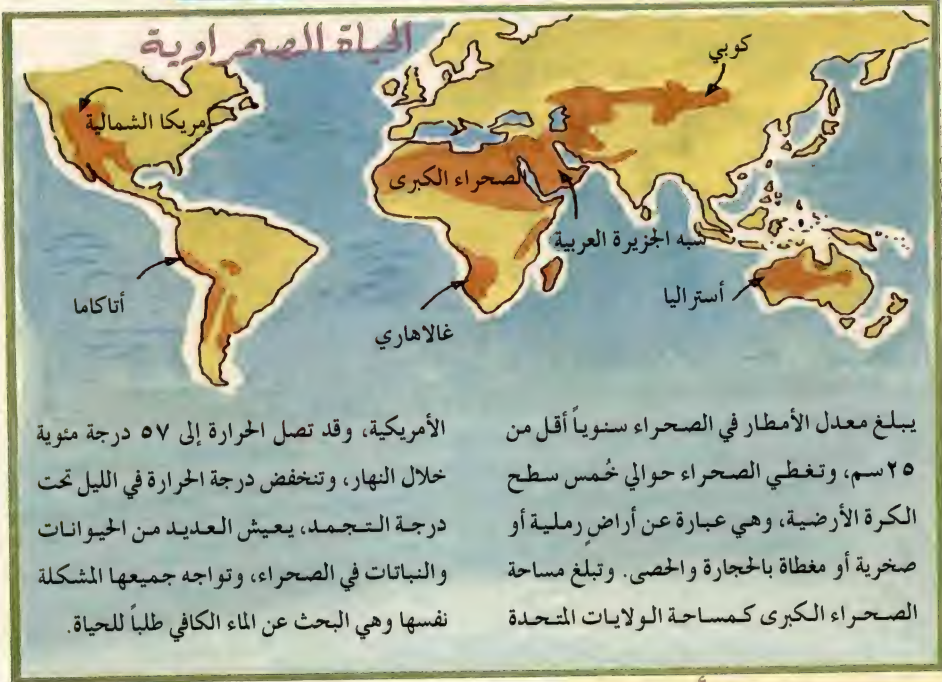 الحياة الصحراوية
كوبي
أمريكا الشمالية
الصحراء الكبرى
شبه الجزيرة العربية
أتاكاما
غالاهاري
أستراليا
يبلغ معدل الأمطار في الصحراء سنوياً أقل من
٢٥سم، وتغطي الصحراء حوالي خُمس سطح
الكرة الأرضية، وهي عبارة عن أراضٍ رملية أو
صخرية أو مغطاة بالحجارة والحصى. وتبلغ مساحة
الصحراء الكبرى كمساحة الولايات المتحدة
الأمريكية، وقد تصل الحرارة إلى ٥٧ درجة مئوية
خلال النهار، وتنخفض درجة الحرارة في الليل تحت
درجة التجمد، يعيش العديد من الحيوانات
والنباتات في الصحراء، وتواجه جميعها المشكلة
نفسها وهي البحث عن الماء الكافي طلباً للحياة.